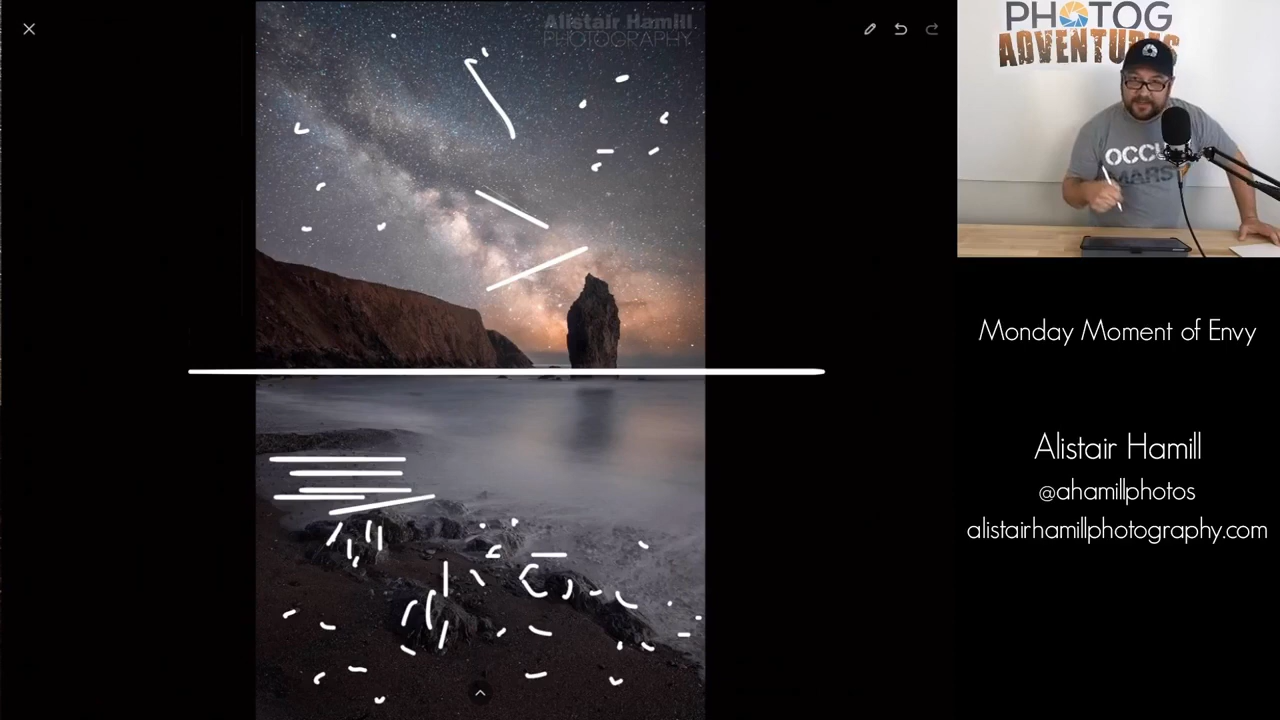 Alistair Hamill
PHOTOGRAPHY
PHOTOG
ADVENTURES
OCCU
MARS
Monday Moment of Envy
Alistair Hamill
@ahamillphotos
alistairhamillphotography.com